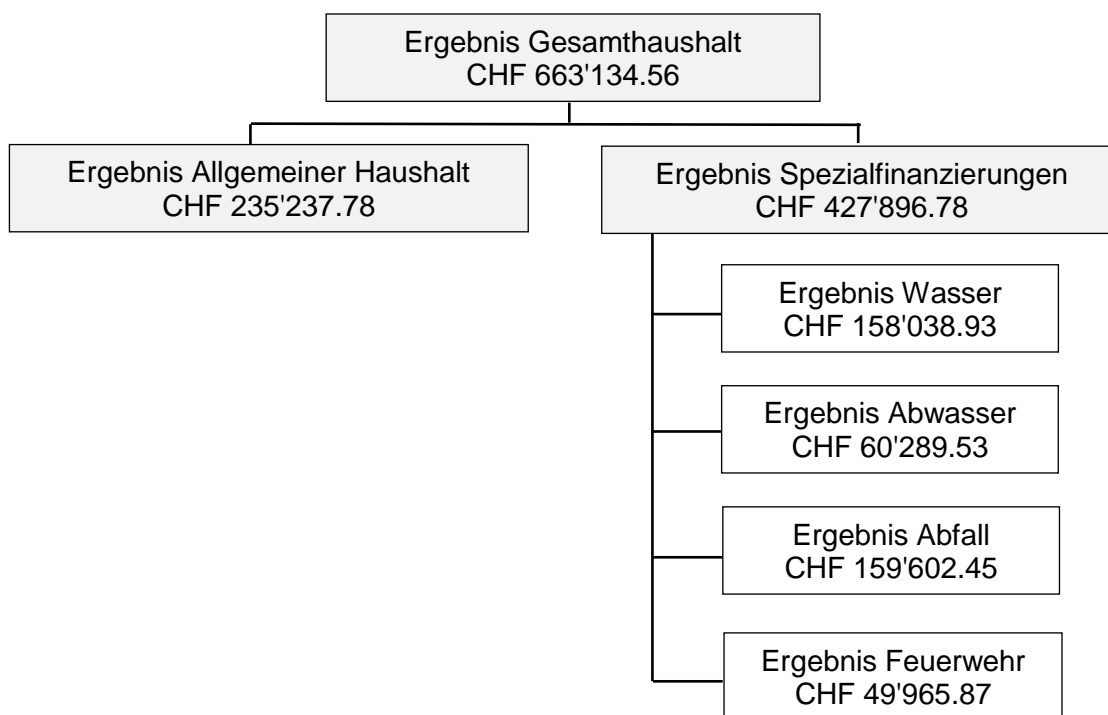 Ergebnis Gesamthaushalt
CHF 663'134.56
Ergebnis Allgemeiner Haushalt
CHF 235'237.78
Ergebnis Spezialfinanzierungen
CHF 427'896.78
Ergebnis Wasser
CHF 158'038.93
Ergebnis Abwasser
CHF 60'289.53
Ergebnis Abfall
CHF 159'602.45
Ergebnis Feuerwehr
CHF 49'965.87